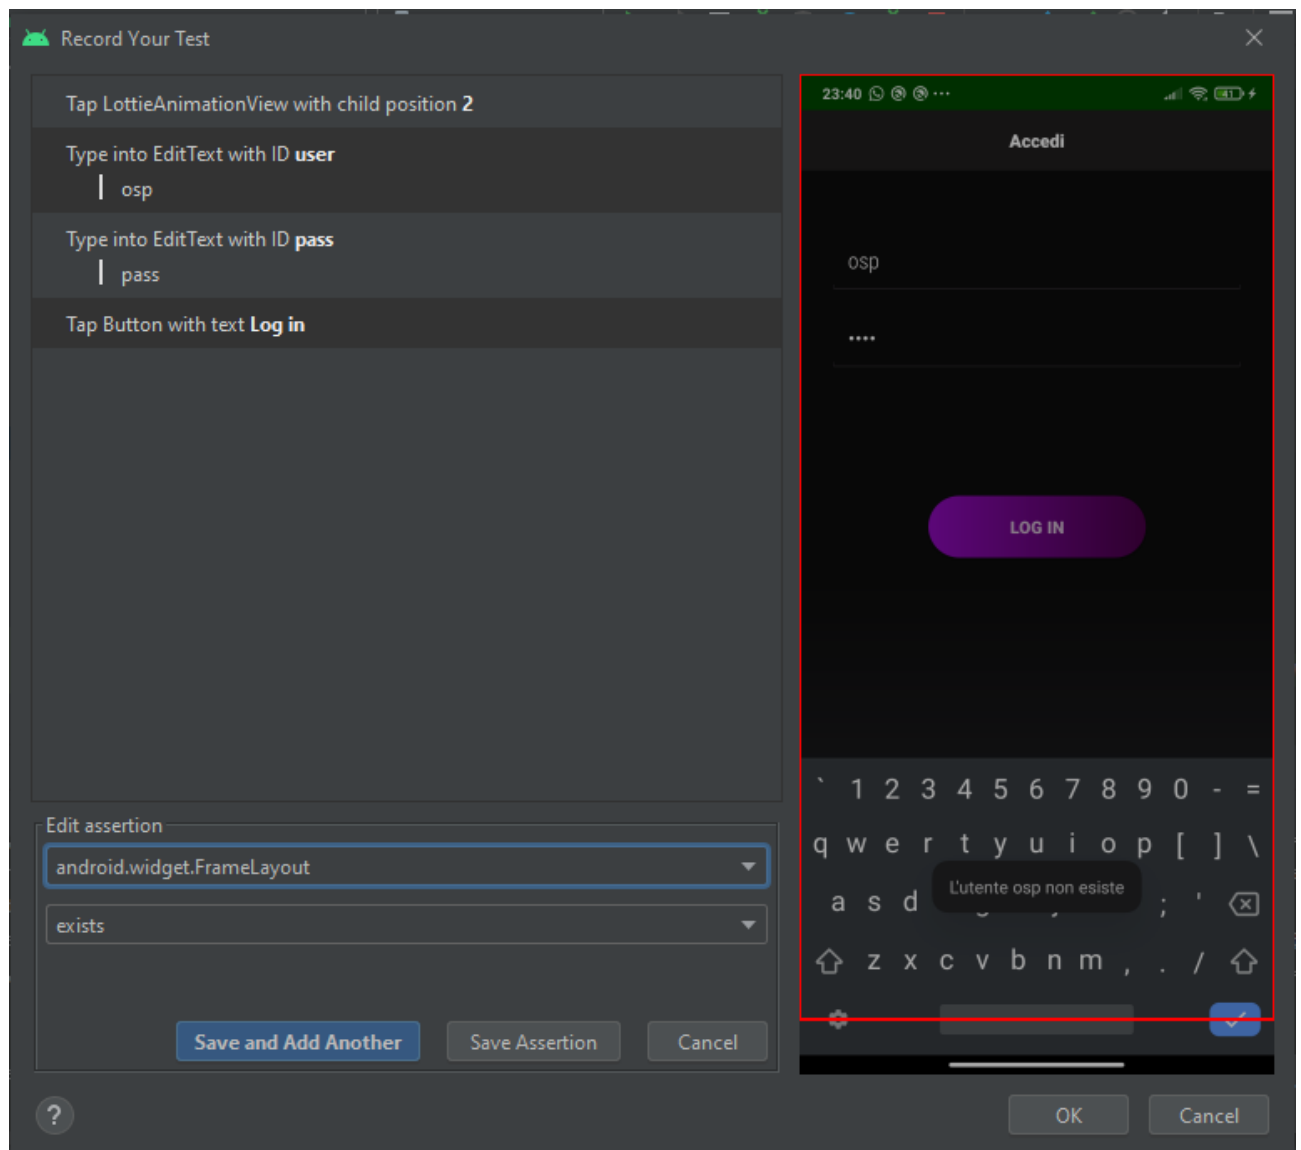 Record Your Test
Tap LottieAnimationView with child position 2
Type into EditText with ID user
osp
Type into EditText with ID pass
pass
Tap Button with text Log in
Edit assertion
android.widget.FrameLayout
exists
Save and Add Another
Save Assertion
Cancel
?
OK
Cancel
23:40
41
Accedi
osp
••••
LOG IN
` 1 2 3 4 5 6 7 8 9 0 - =
q w e r t y u i o p [ ] \
a s d ; '
L'utente osp non esiste
z x c v b n m , . /